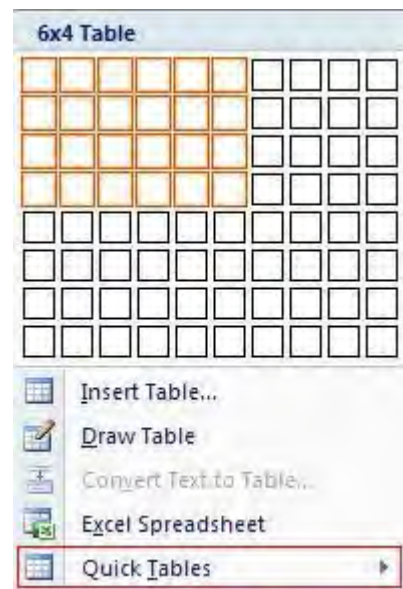 6x4 Table
Insert Table...
Draw Table
Convert Text to Table...
Excel Spreadsheet
Quick Tables